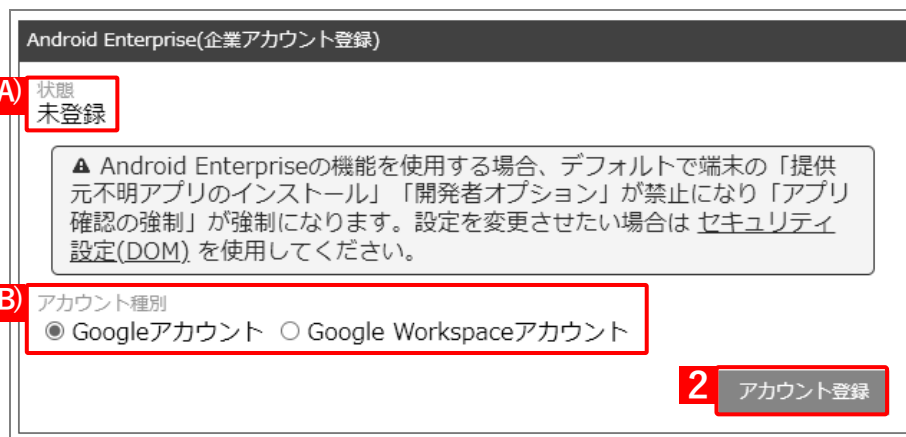 Android Enterprise(企業アカウント登録)
A) 状態
未登録
▲ Android Enterpriseの機能を使用する場合、デフォルトで端末の「提供
元不明アプリのインストール」「開発者オプション」が禁止になり「アプリ
確認の強制」が強制になります。設定を変更させたい場合は セキュリティ
設定(DOM) を使用してください。
B) アカウント種別
Googleアカウント Google Workspaceアカウント
2 アカウント登録